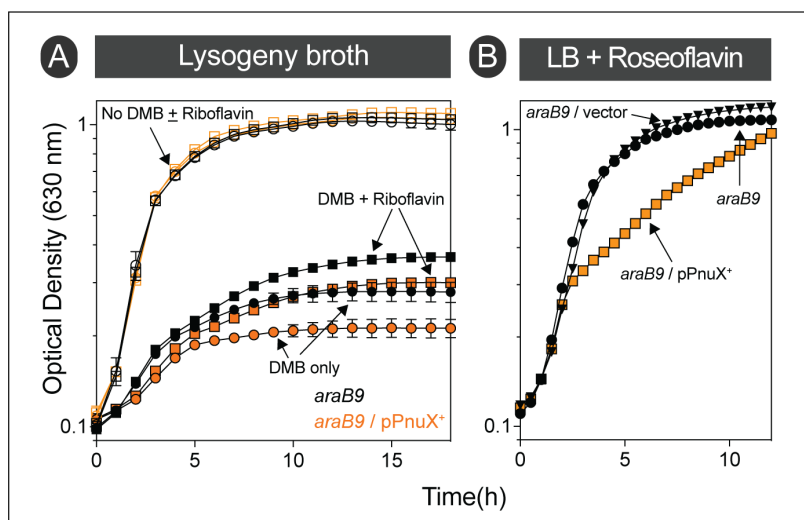 A
Lysogeny broth
B
LB + Roseoflavin
No DMB ± Riboflavin
DMB + Riboflavin
DMB only
araB9
araB9 / pPnuX⁺
araB9 /
vector
araB9
araB9 / pPnuX⁺
Optical Density (630 nm)
1
0.1
0
5
10
15
1
0.1
0
5
10
Time(h)